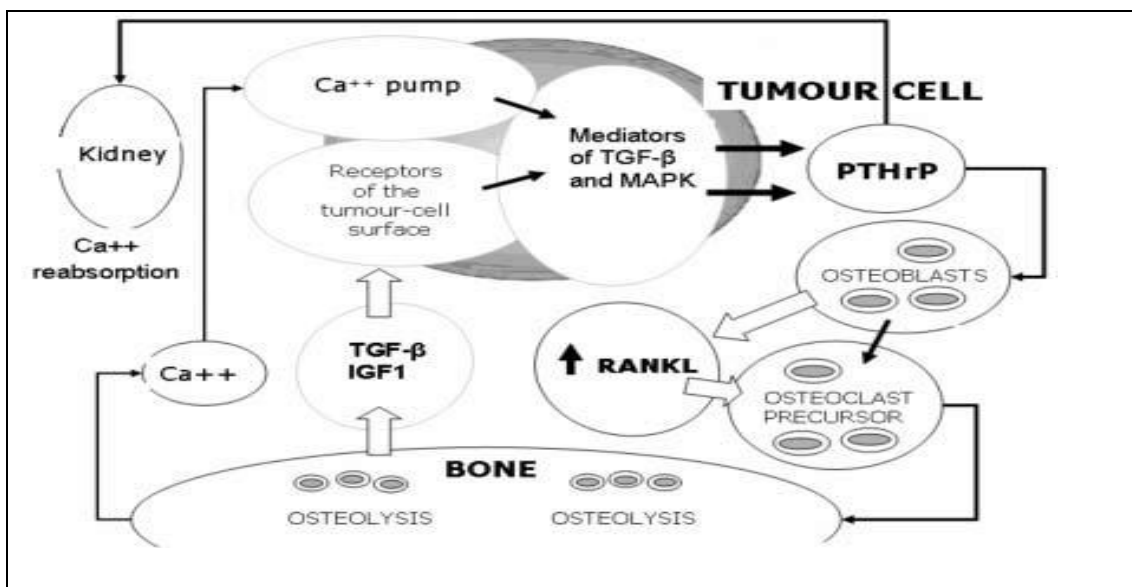 Ca++ pump
TUMOUR CELL
Kidney
Mediators
of TGF-β
and MAPK
PTHrP
Receptors
of the
tumour-cell
surface
Ca++
reabsorption
OSTEOBLASTS
TGF-β
IGF1
RANKL
Ca++
OSTEOCLAST
PRECURSOR
BONE
OSTEOLYSIS
OSTEOLYSIS